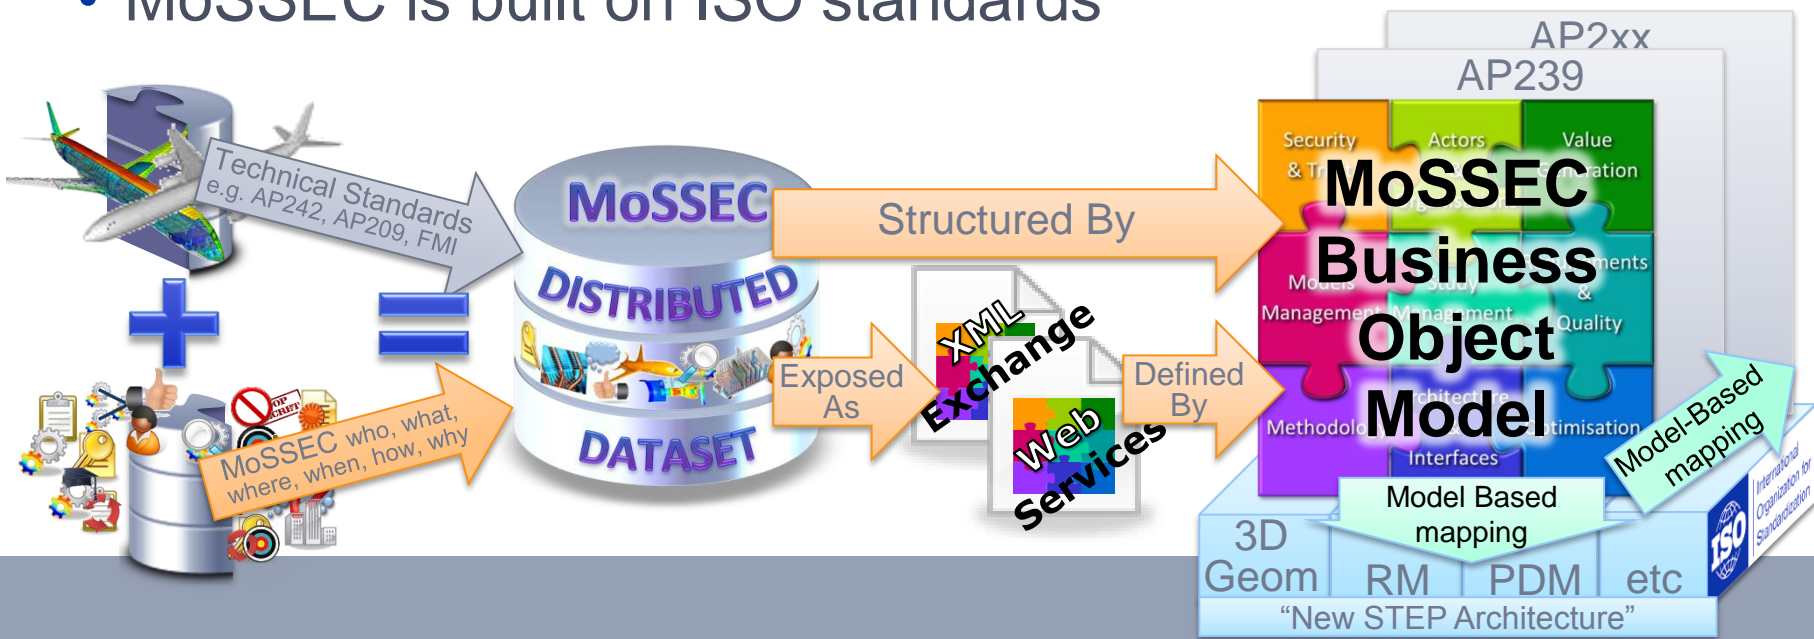 • MoSSEC is built on ISO standards
AP2xx
AP239
Technical Standards
e.g. AP242, AP209, FMI
MoSSEC who, what,
where, when, how, why
MoSSEC
DISTRIBUTED
DATASET
Structured By
Exposed
As
XML
Exchange
Web
Services
Defined
By
Security
Actors
Value
MoSSEC
Business
Object
Model
Management
Management
Quality
&
Interfaces
Model Based
mapping
Model-Based
mapping
3D
Geom
RM
PDM
etc
“New STEP Architecture”
ISO
International
Organization for
Standardization